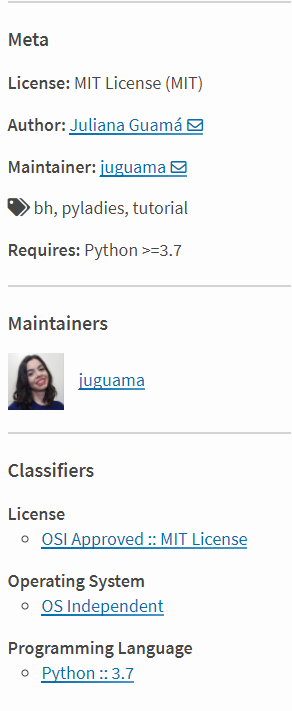 Meta
License: MIT License (MIT)
Author: Juliana Guamá
Maintainer: juguama
bh, pyladies, tutorial
Requires: Python >=3.7
Maintainers
juguama
Classifiers
License
OSI Approved :: MIT License
Operating System
OS Independent
Programming Language
Python :: 3.7